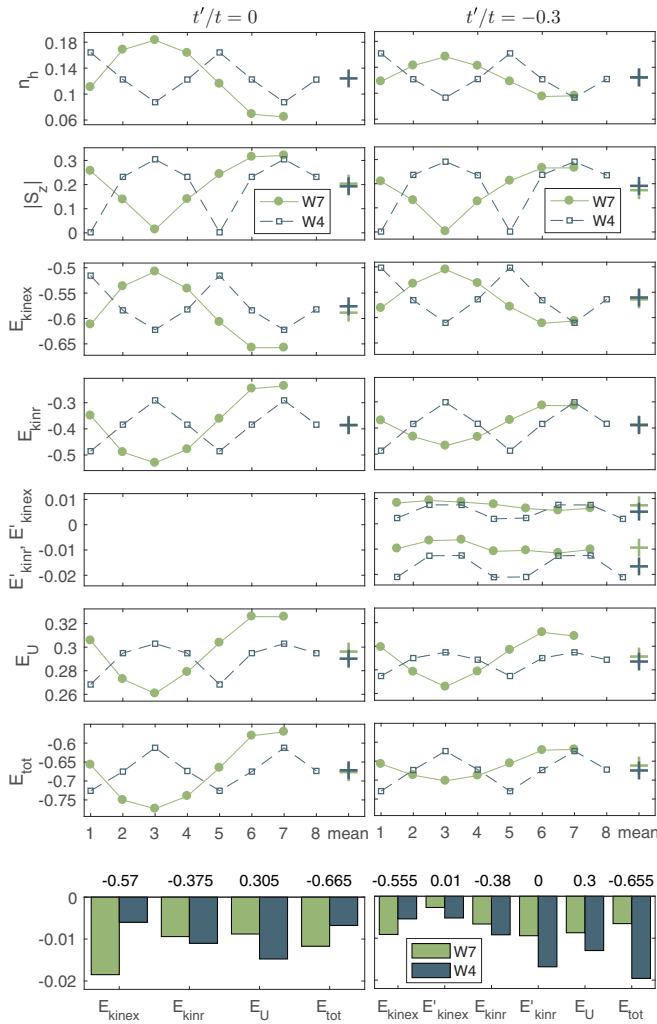 t′/t = 0
t′/t = −0.3
n_h
0.18
0.14
0.1
0.06
|S_z|
0.3
0.2
0.1
0
W7
W4
W7
W4
E_kinex
-0.5
-0.55
-0.6
-0.65
E_kinr
-0.3
-0.4
-0.5
E'_kinr, E'_kinex
0.01
0
-0.01
-0.02
E_U
0.32
0.3
0.28
0.26
E_tot
-0.6
-0.65
-0.7
-0.75
1 2 3 4 5 6 7 8 mean
1 2 3 4 5 6 7 8 mean
-0.57 -0.375 0.305 -0.665
-0.555 0.01 -0.38 0 0.3 -0.655
0
-0.01
-0.02
W7
W4
E_kinex E_kinr E_U E_tot
E_kinex E'_kinex E_kinr E'_kinr E_U E_tot